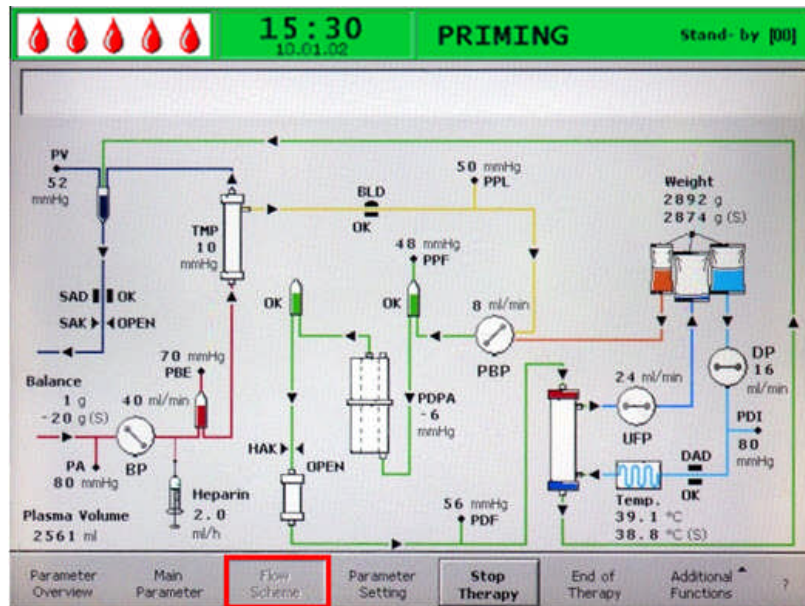 15:30
10.01.02
PRIMING
Stand-by [00]
PV
52
mmHg
50 mmHg
PPL
BLD
OK
Weight
2892 g
2874 g (S)
TMP
10
mmHg
48 mmHg
PPF
SAD OK
SAK OPEN
OK
OK
8 ml/min
PBP
70 mmHg
PBE
Balance
1 g
-20 g (S)
40 ml/min
PDPA
-6
mmHg
24 ml/min
UFP
DP
16
ml/min
PDI
80
mmHg
HAK
OPEN
DAD
OK
PA
80 mmHg
BP
Heparin
2.0
ml/h
56 mmHg
PDF
Temp.
39.1 °C
38.8 °C (S)
Plasma Volume
2561 ml
Parameter
Overview
Main
Parameter
Flow
Scheme
Parameter
Setting
Stop
Therapy
End of
Therapy
Additional
Functions
?